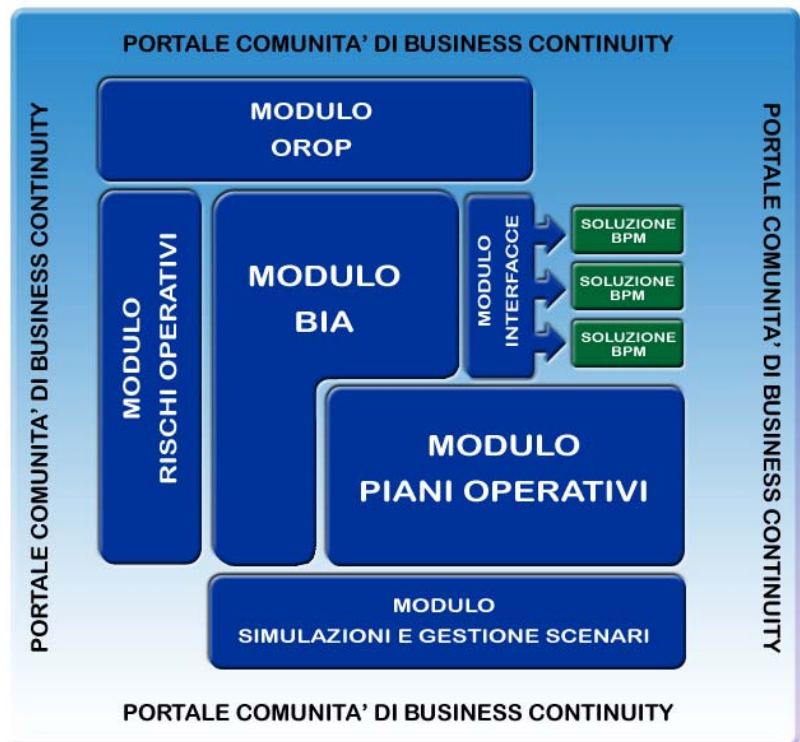 PORTALE COMUNITA' DI BUSINESS CONTINUITY
PORTALE COMUNITA' DI BUSINESS CONTINUITY
MODULO
OROP
MODULO
RISCHI OPERATIVI
MODULO
BIA
MODULO
INTERFACCE
SOLUZIONE
BPM
SOLUZIONE
BPM
SOLUZIONE
BPM
MODULO
PIANI OPERATIVI
MODULO
SIMULAZIONI E GESTIONE SCENARI
PORTALE COMUNITA' DI BUSINESS CONTINUITY
PORTALE COMUNITA' DI BUSINESS CONTINUITY